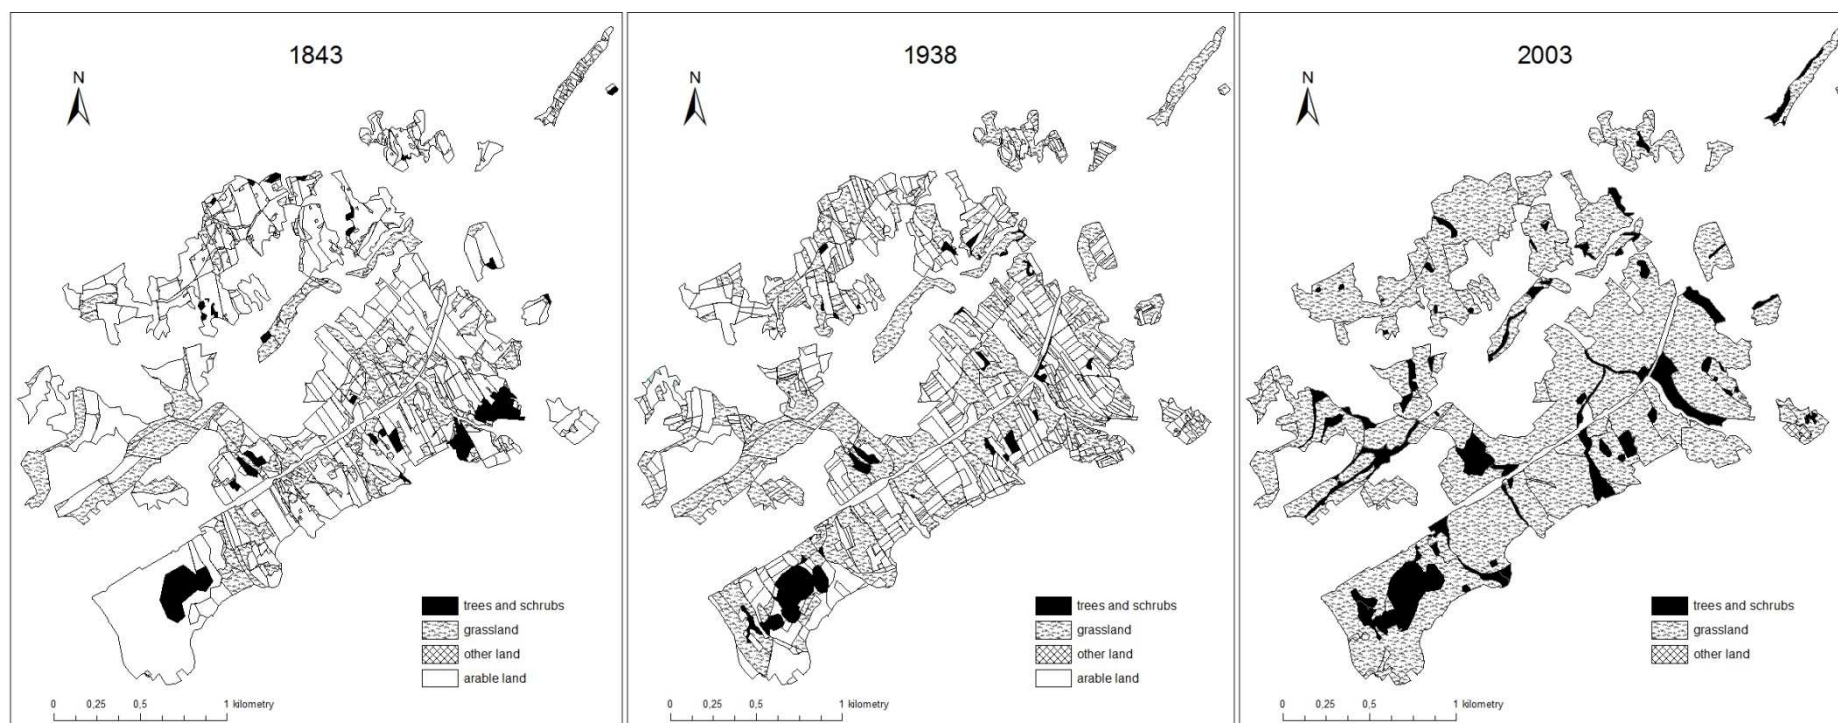 1843
N
trees and schrubs
grassland
other land
arable land
0 0,25 0,5 1 kilometry
1938
N
trees and schrubs
grassland
other land
arable land
0 0,25 0,5 1 kilometry
2003
N
trees and schrubs
grassland
other land
0 0,25 0,5 1 kilometry